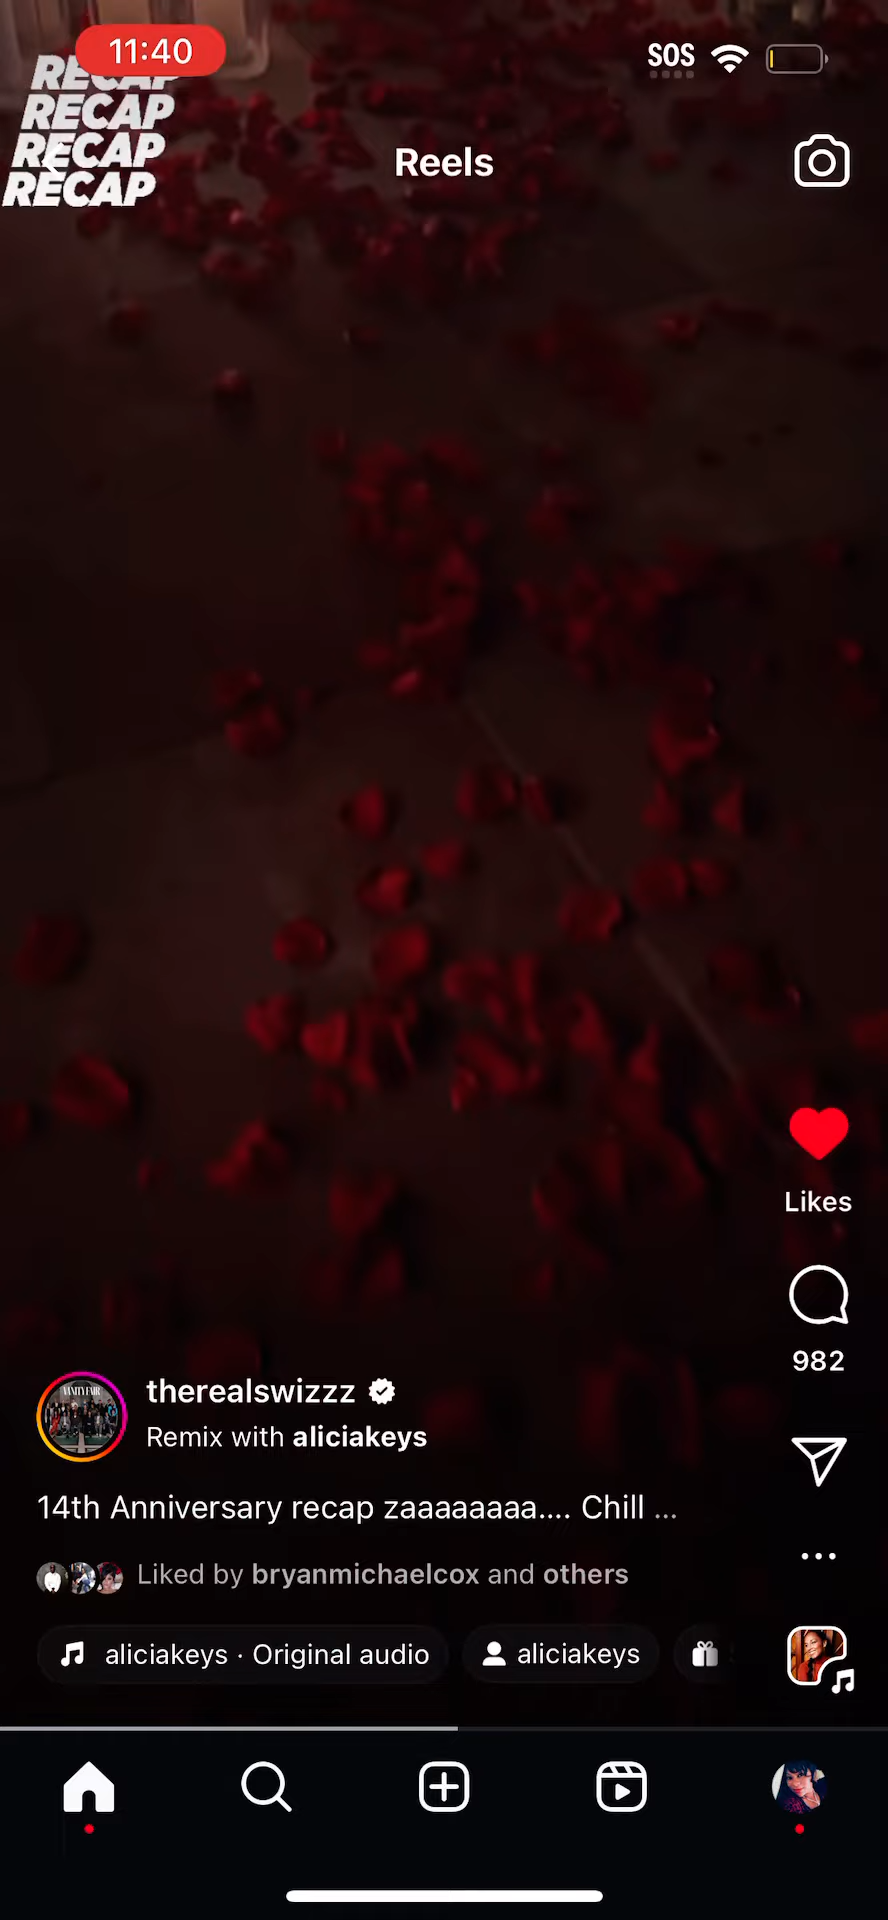 11:40
SOS
RECAP
RECAP
RECAP
RECAP
Reels
Likes
982
therealswizzz
Remix with aliciakeys
14th Anniversary recap zaaaaaaaa.... Chill ...
Liked by bryanmichaelcox and others
aliciakeys · Original audio
aliciakeys